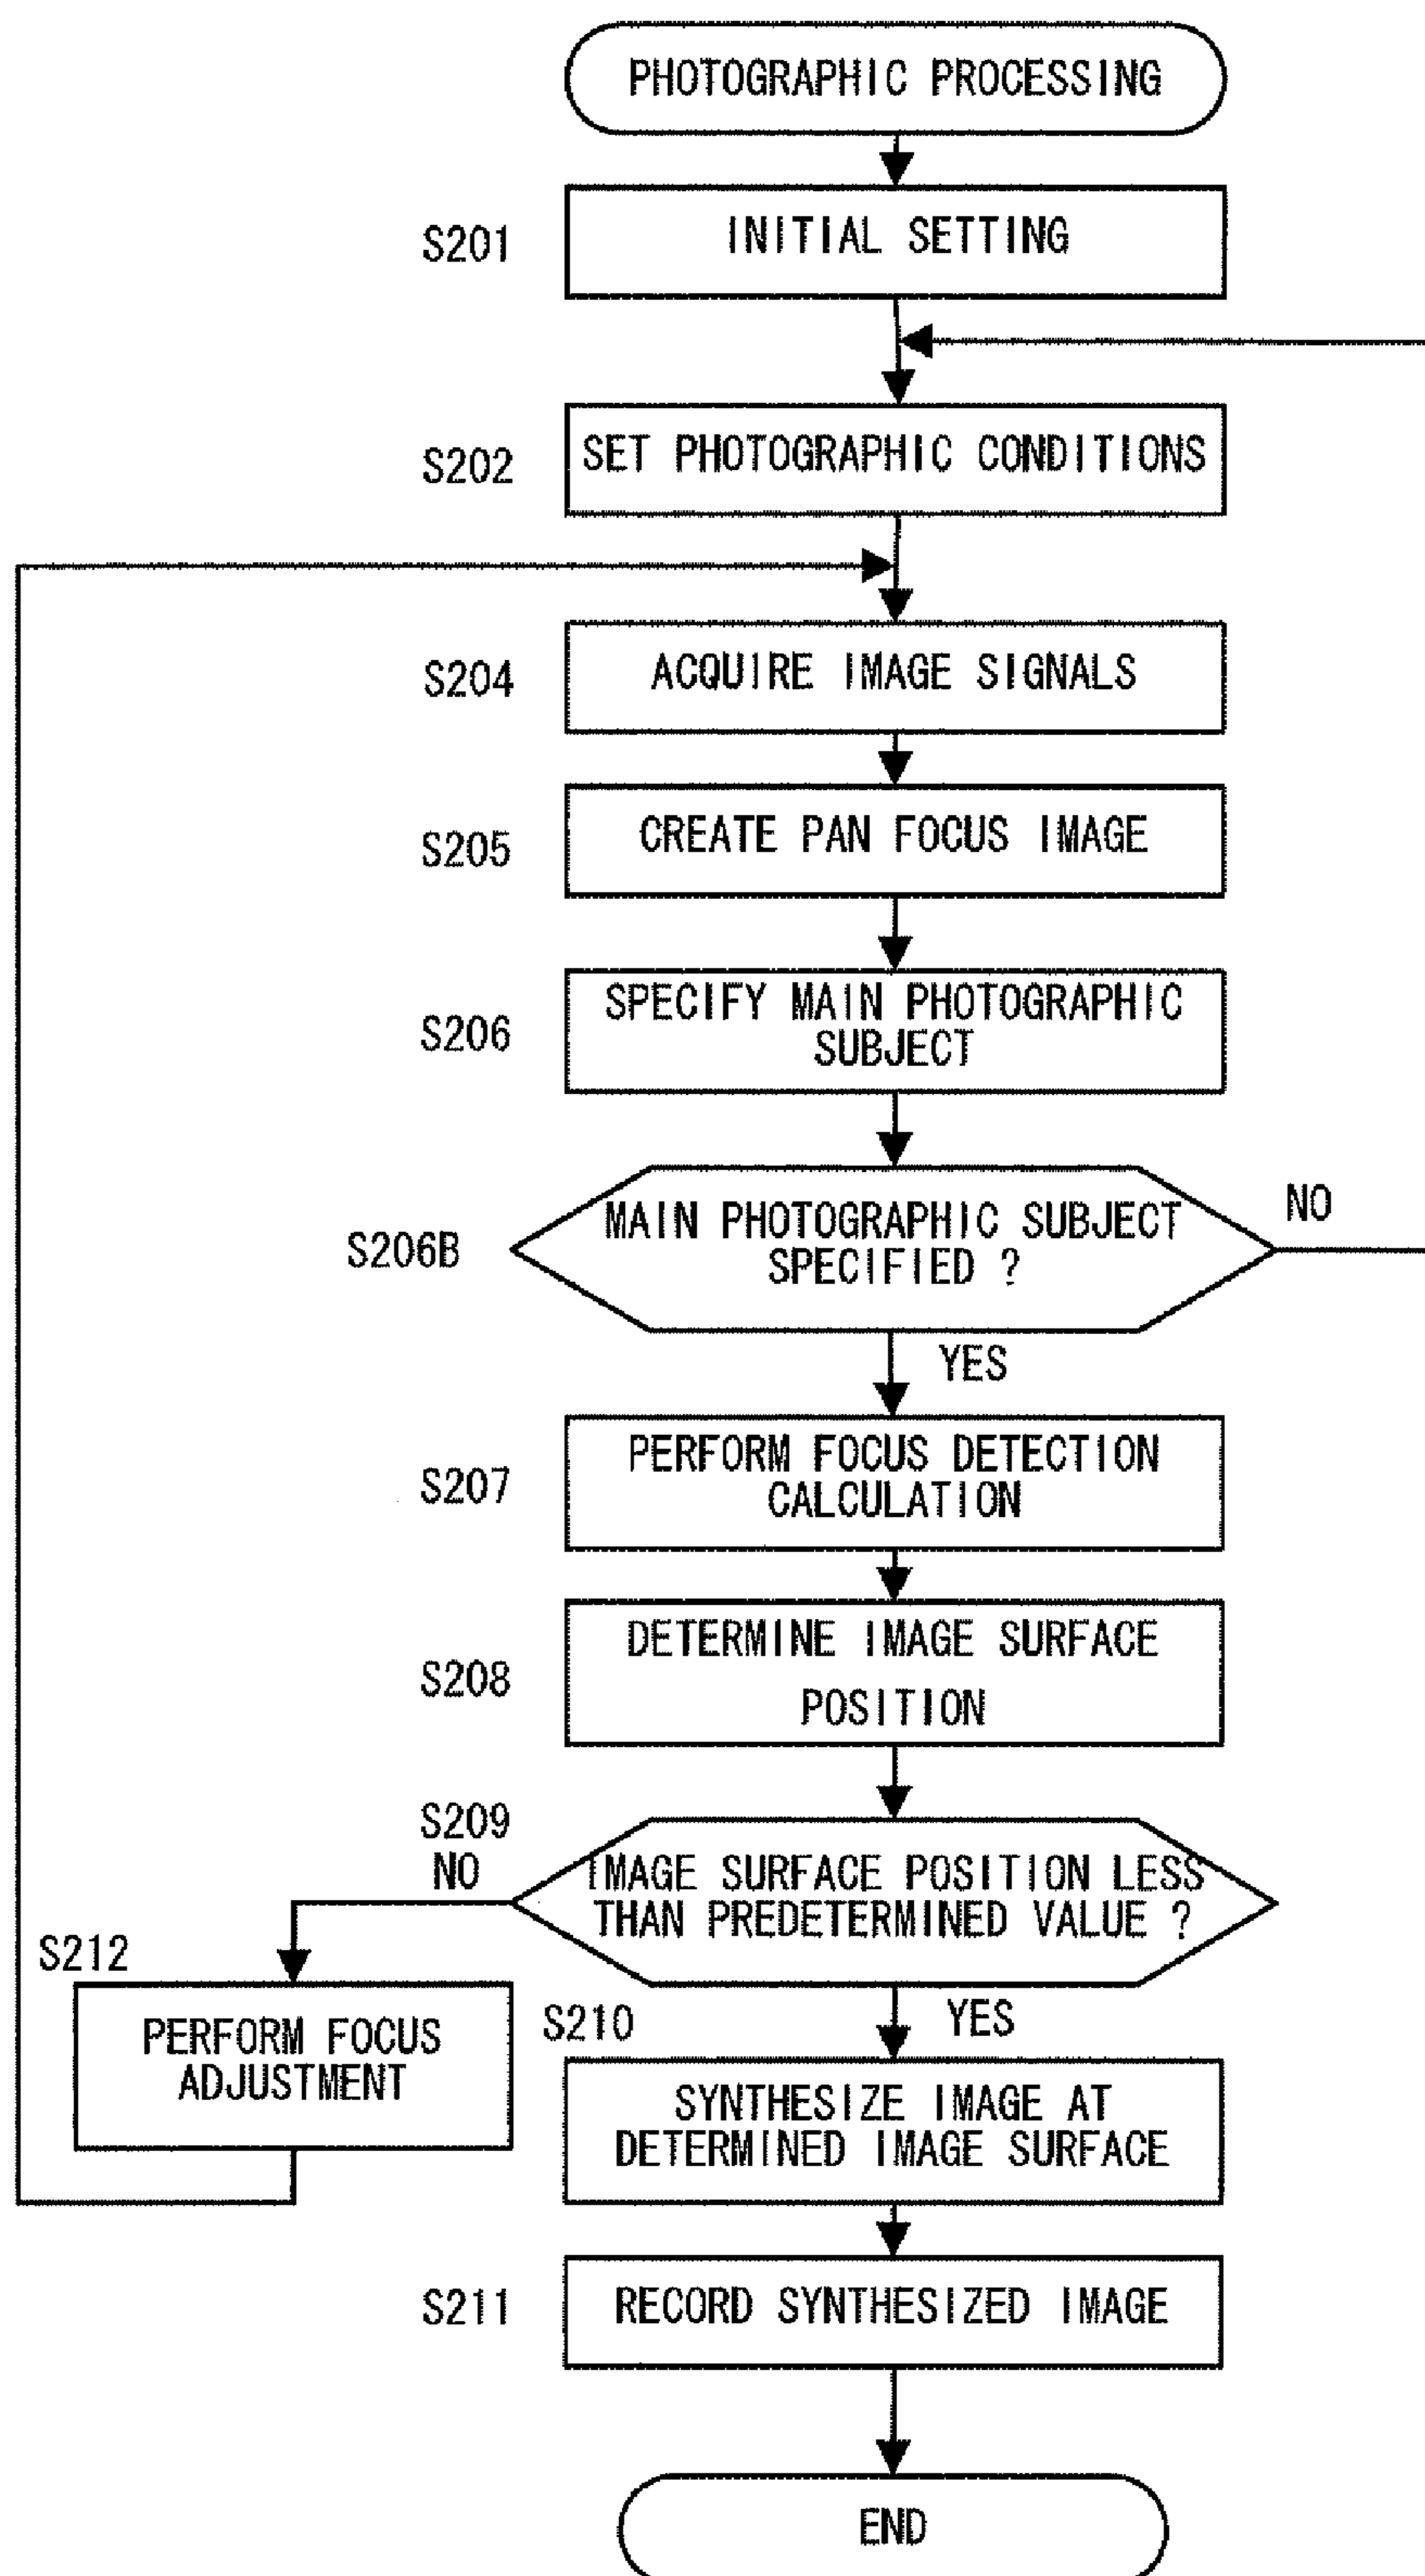 PHOTOGRAPHIC PROCESSING
S201
INITIAL SETTING
S202
SET PHOTOGRAPHIC CONDITIONS
S204
ACQUIRE IMAGE SIGNALS
S205
CREATE PAN FOCUS IMAGE
S206
SPECIFY MAIN PHOTOGRAPHIC
SUBJECT
S206B
MAIN PHOTOGRAPHIC SUBJECT
SPECIFIED ?
NO
YES
S207
PERFORM FOCUS DETECTION
CALCULATION
S208
DETERMINE IMAGE SURFACE
POSITION
S209
NO
IMAGE SURFACE POSITION LESS
THAN PREDETERMINED VALUE ?
YES
S212
PERFORM FOCUS
ADJUSTMENT
S210
SYNTHESIZE IMAGE AT
DETERMINED IMAGE SURFACE
S211
RECORD SYNTHESIZED IMAGE
END